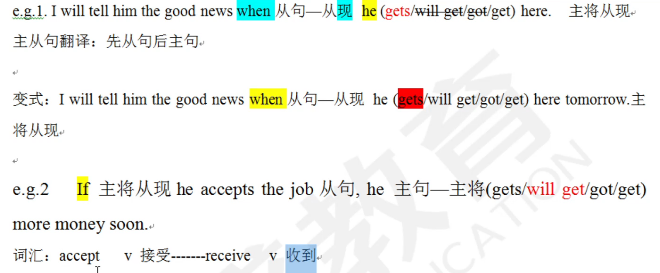 e.g.1. I will tell him the good news when 从句—从现 he (gets/will get/got/get) here. 主将从现
主从句翻译：先从句后主句
变式：I will tell him the good news when 从句—从现 he (gets/will get/got/get) here tomorrow.主
将从现
e.g.2 If 主将从现 he accepts the job 从句, he 主句—主将(gets/will get/got/get)
more money soon.
词汇：accept v 接受-------receive v 收到
教育
CATION